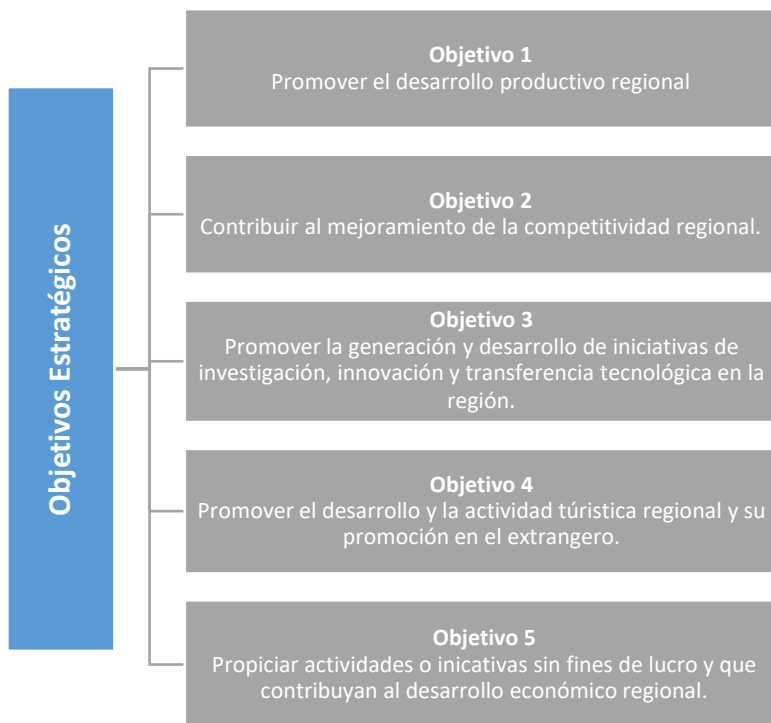 Objetivos Estratégicos
Objetivo 1
Promover el desarrollo productivo regional
Objetivo 2
Contribuir al mejoramiento de la competitividad regional.
Objetivo 3
Promover la generación y desarrollo de iniciativas de
investigación, innovación y transferencia tecnológica en la
región.
Objetivo 4
Promover el desarrollo y la actividad túristica regional y su
promoción en el extrangero.
Objetivo 5
Propiciar actividades o inicativas sin fines de lucro y que
contribuyan al desarrollo económico regional.